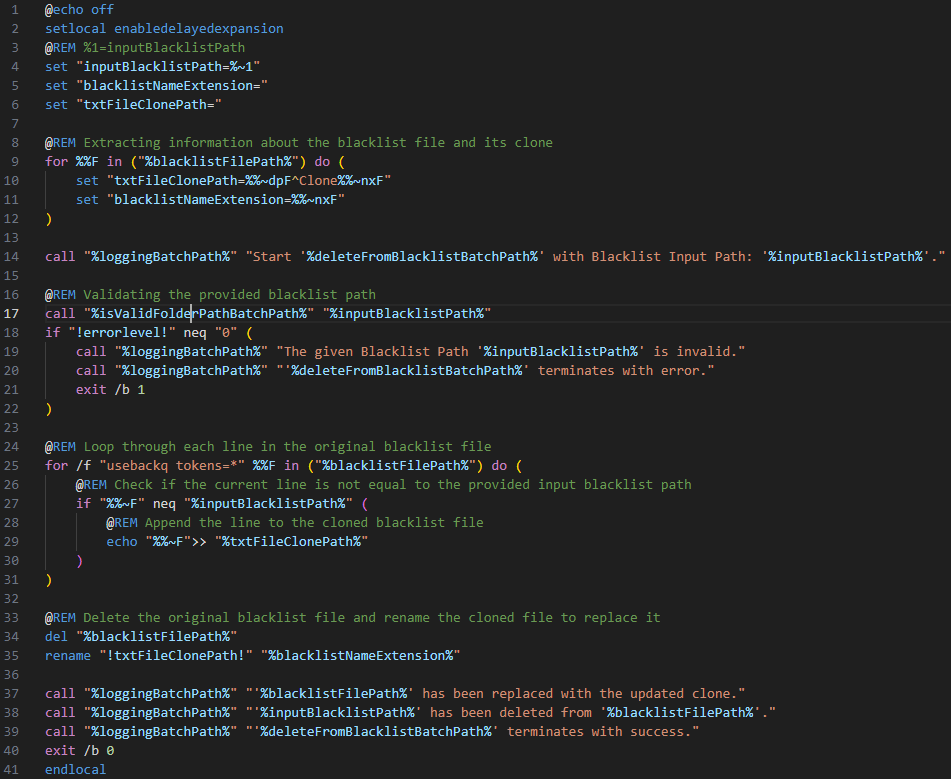 1 @echo off
2 setlocal enabledelayedexpansion
3 @REM %1=inputBlacklistPath
4 set "inputBlacklistPath=%~1"
5 set "blacklistNameExtension="
6 set "txtFileClonePath="
7
8 @REM Extracting information about the blacklist file and its clone
9 for %%F in ("%blacklistFilePath%") do (
10     set "txtFileClonePath=%%~dpF^Clone%%~nxF"
11     set "blacklistNameExtension=%%~nxF"
12 )
13
14 call "%loggingBatchPath%" "Start '%deleteFromBlacklistBatchPath%' with Blacklist Input Path: '%inputBlacklistPath%'."
15
16 @REM Validating the provided blacklist path
17 call "%isValidFolderPathBatchPath%" "%inputBlacklistPath%"
18 if "!errorlevel!" neq "0" (
19     call "%loggingBatchPath%" "The given Blacklist Path '%inputBlacklistPath%' is invalid."
20     call "%loggingBatchPath%" "'%deleteFromBlacklistBatchPath%' terminates with error."
21     exit /b 1
22 )
23
24 @REM Loop through each line in the original blacklist file
25 for /f "usebackq tokens=*" %%F in ("%blacklistFilePath%") do (
26     @REM Check if the current line is not equal to the provided input blacklist path
27     if "%%~F" neq "%inputBlacklistPath%" (
28         @REM Append the line to the cloned blacklist file
29         echo "%%~F">> "%txtFileClonePath%"
30     )
31 )
32
33 @REM Delete the original blacklist file and rename the cloned file to replace it
34 del "%blacklistFilePath%"
35 rename "!txtFileClonePath!" "%blacklistNameExtension%"
36
37 call "%loggingBatchPath%" "'%blacklistFilePath%' has been replaced with the updated clone."
38 call "%loggingBatchPath%" "'%inputBlacklistPath%' has been deleted from '%blacklistFilePath%'."
39 call "%loggingBatchPath%" "'%deleteFromBlacklistBatchPath%' terminates with success."
40 exit /b 0
41 endlocal